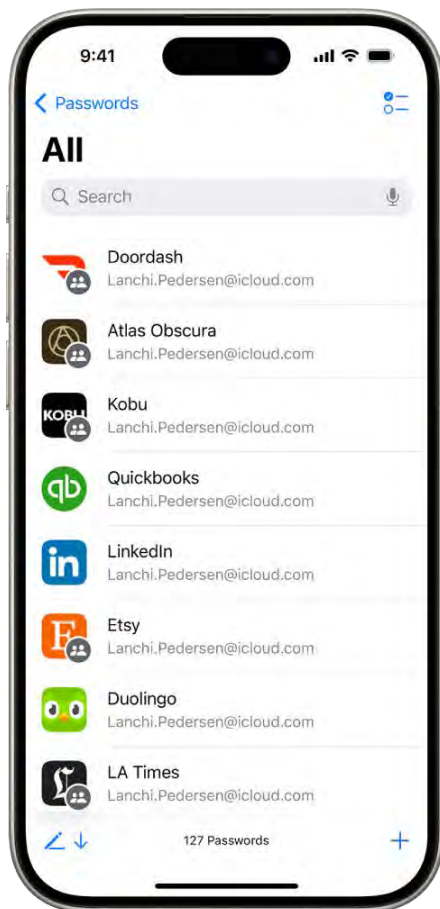 9:41
Passwords
All
Search
Doordash
Lanchi.Pedersen@icloud.com
Atlas Obscura
Lanchi.Pedersen@icloud.com
KOBU
Kobu
Lanchi.Pedersen@icloud.com
qb
Quickbooks
Lanchi.Pedersen@icloud.com
in
LinkedIn
Lanchi.Pedersen@icloud.com
E
Etsy
Lanchi.Pedersen@icloud.com
Duolingo
Lanchi.Pedersen@icloud.com
LA Times
Lanchi.Pedersen@icloud.com
127 Passwords